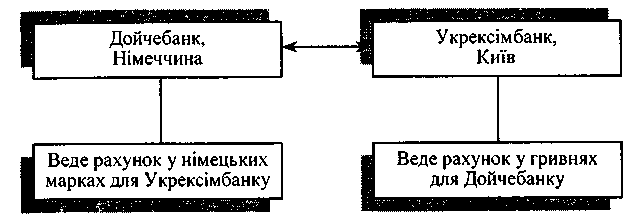 Дойчебанк,
Німеччина
Укрексімбанк,
Київ
Веде рахунок у німецьких
марках для Укрексімбанку
Веде рахунок у гривнях
для Дойчебанку